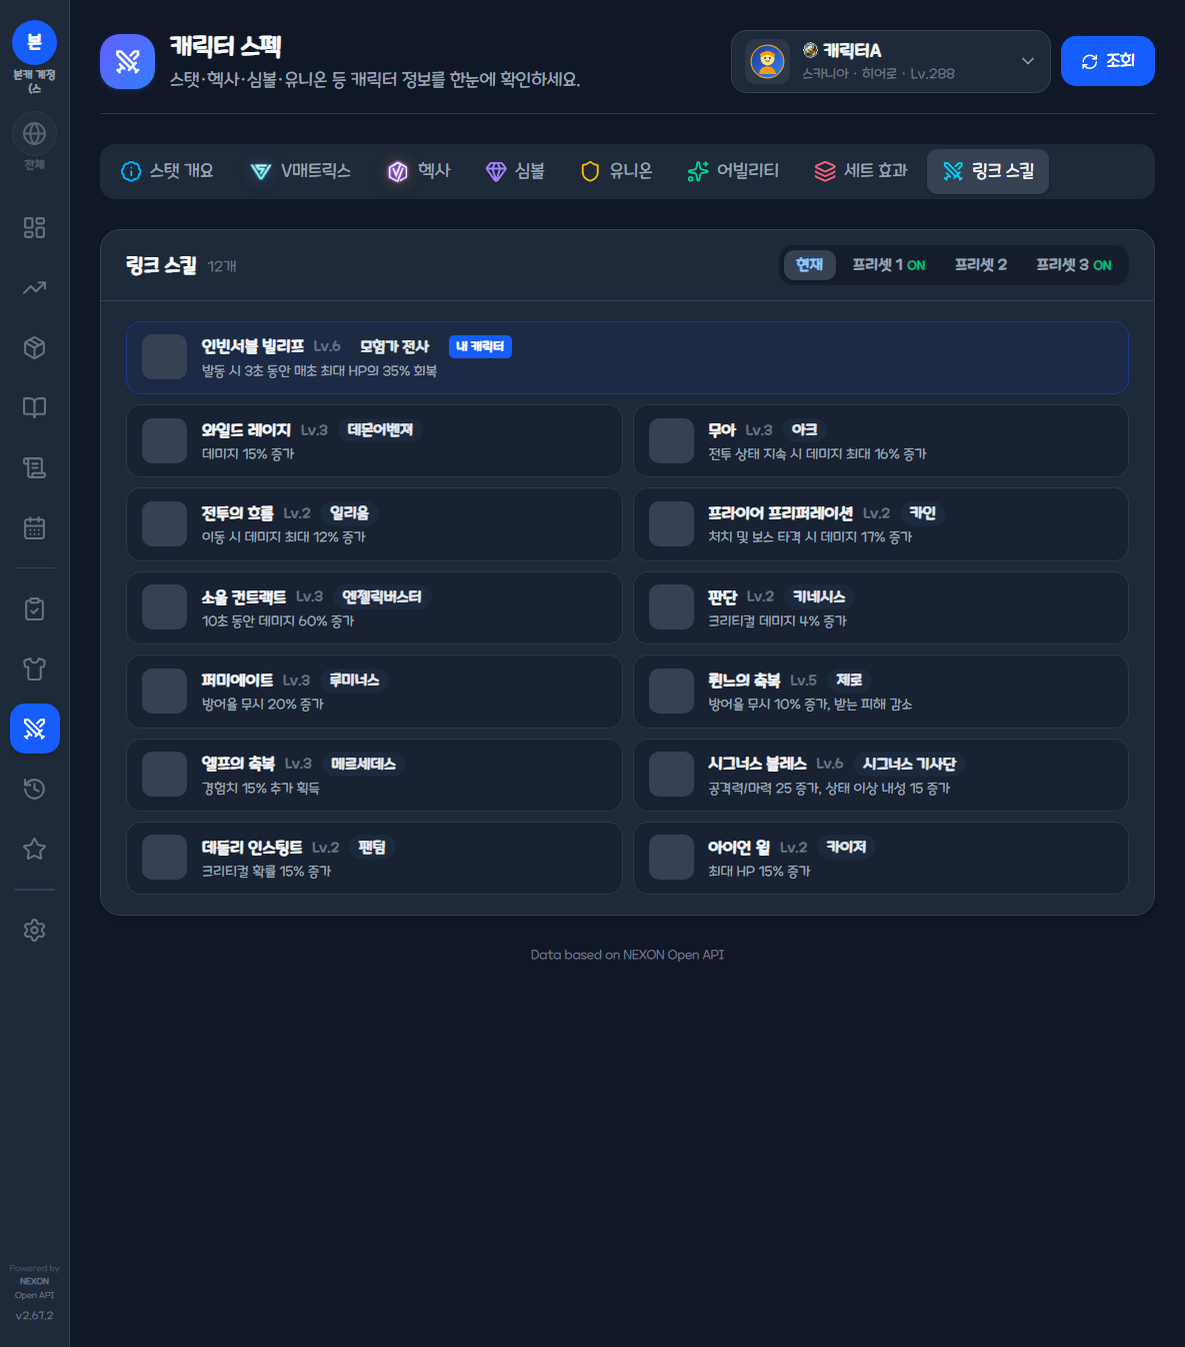 본
본캐 계정
(스
전체
캐릭터 스펙
스탯·헥사·심볼·유니온 등 캐릭터 정보를 한눈에 확인하세요.
캐릭터A
스카니아 · 히어로 · Lv.288
조회
스탯 개요
V매트릭스
헥사
심볼
유니온
어빌리티
세트 효과
링크 스킬
링크 스킬 12개
현재
프리셋 1 ON
프리셋 2
프리셋 3 ON
인빈서블 빌리프 Lv.6 모험가 전사 내 캐릭터
발동 시 3초 동안 매초 최대 HP의 35% 회복
와일드 레이지 Lv.3 데몬어벤져
데미지 15% 증가
무아 Lv.3 아크
전투 상태 지속 시 데미지 최대 16% 증가
전투의 흐름 Lv.2 일리움
이동 시 데미지 최대 12% 증가
프라이어 프리퍼레이션 Lv.2 카인
처치 및 보스 타격 시 데미지 17% 증가
소울 컨트랙트 Lv.3 엔젤릭버스터
10초 동안 데미지 60% 증가
판단 Lv.2 키네시스
크리티컬 데미지 4% 증가
퍼미에이트 Lv.3 루미너스
방어율 무시 20% 증가
륀느의 축복 Lv.5 제로
방어율 무시 10% 증가, 받는 피해 감소
엘프의 축복 Lv.3 메르세데스
경험치 15% 추가 획득
시그너스 블레스 Lv.6 시그너스 기사단
공격력/마력 25 증가, 상태 이상 내성 15 증가
데들리 인스팅트 Lv.2 팬텀
크리티컬 확률 15% 증가
아이언 윌 Lv.2 카이저
최대 HP 15% 증가
Data based on NEXON Open API
Powered by
NEXON
Open API
v2.67.2